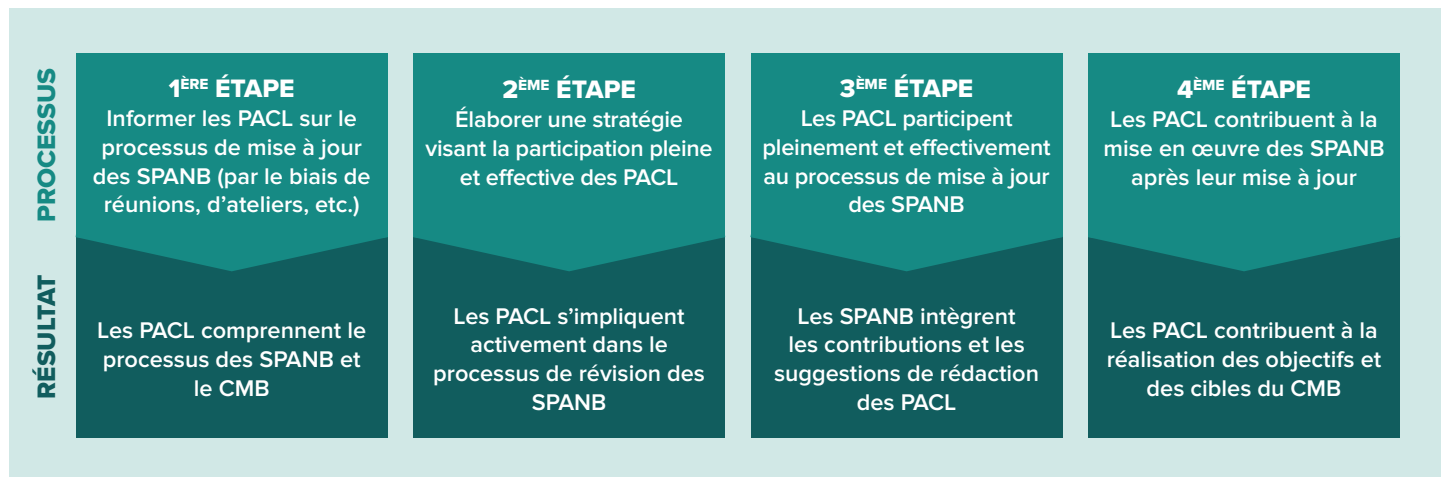 PROCESSUS
1ÈRE ÉTAPE
Informer les PACL sur le
processus de mise à jour
des SPANB (par le biais de
réunions, d’ateliers, etc.)
2ÈME ÉTAPE
Élaborer une stratégie
visant la participation pleine
et effective des PACL
3ÈME ÉTAPE
Les PACL participent
pleinement et effectivement
au processus de mise à jour
des SPANB
4ÈME ÉTAPE
Les PACL contribuent à la
mise en œuvre des SPANB
après leur mise à jour
RÉSULTAT
Les PACL comprennent le
processus des SPANB et
le CMB
Les PACL s’impliquent
activement dans le
processus de révision des
SPANB
Les SPANB intègrent
les contributions et les
suggestions de rédaction
des PACL
Les PACL contribuent à la
réalisation des objectifs et
des cibles du CMB